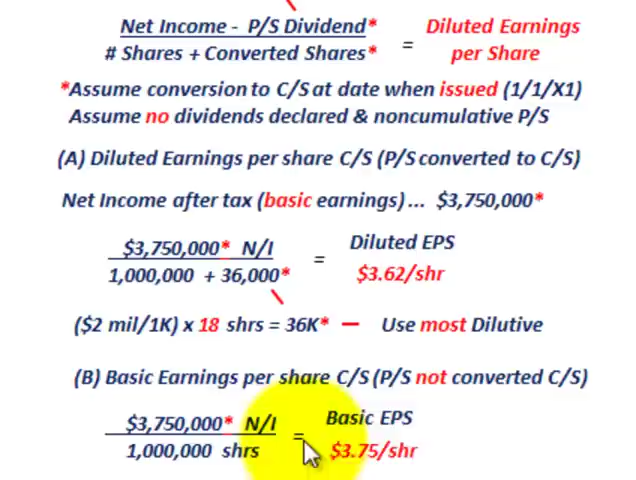 Net Income - P/S Dividend* = Diluted Earnings per Share
# Shares + Converted Shares*
*Assume conversion to C/S at date when issued (1/1/X1)
Assume no dividends declared & noncumulative P/S
(A) Diluted Earnings per share C/S (P/S converted to C/S)
Net Income after tax (basic earnings)... $3,750,000*
$3,750,000* N/I = Diluted EPS
1,000,000 + 36,000* $3.62/shr
($2 mil/1K) x 18 shrs = 36K* — Use most Dilutive
(B) Basic Earnings per share C/S (P/S not converted C/S)
$3,750,000* N/I = Basic EPS
1,000,000 shrs $3.75/shr